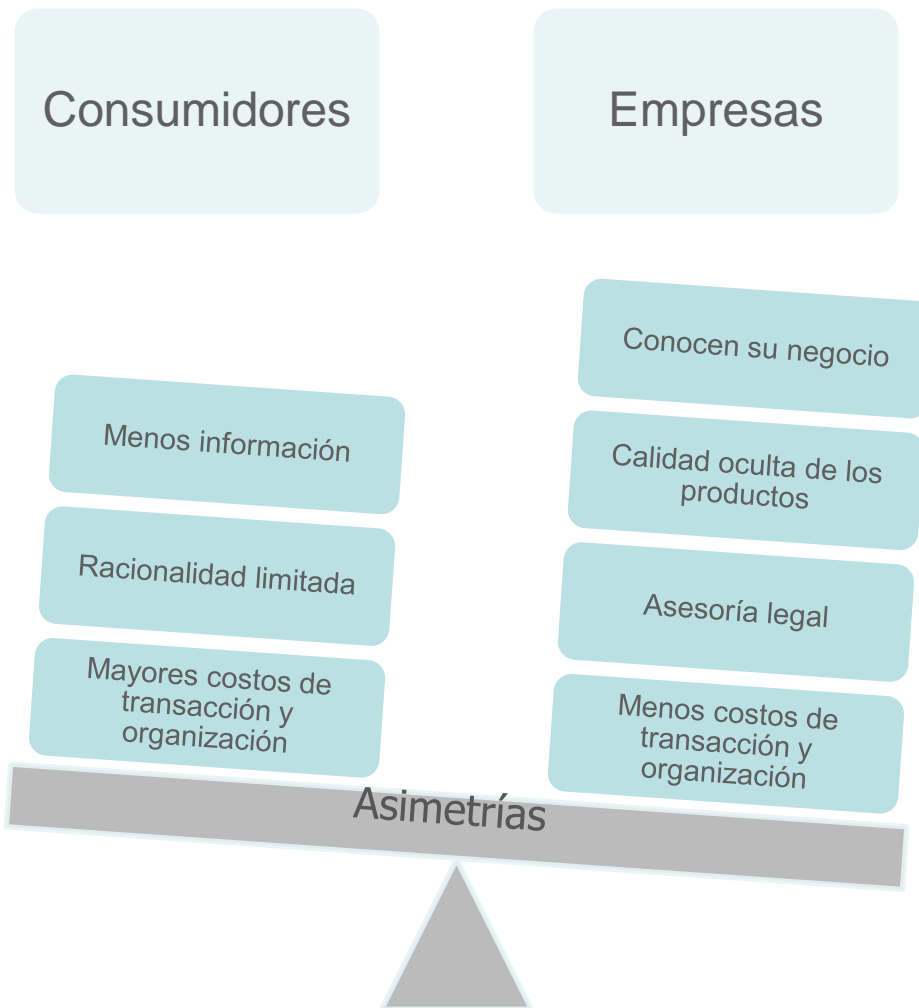 Consumidores
Empresas
Menos información
Racionalidad limitada
Mayores costos de
transacción y
organización
Conocen su negocio
Calidad oculta de los
productos
Asesoría legal
Menos costos de
transacción y
organización
Asimetrías